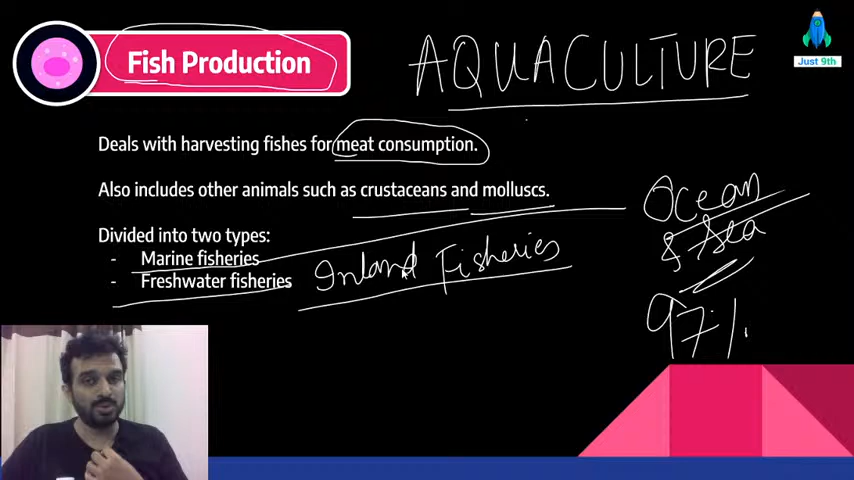 Fish Production
AQUACULTURE
Just 9th
Deals with harvesting fishes for meat consumption.
Also includes other animals such as crustaceans and molluscs.
Ocean
& Sea
97%
Divided into two types:
- Marine fisheries
- Freshwater fisheries
Inland Fisheries